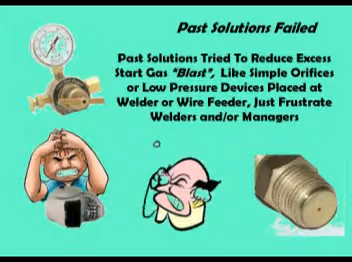 Past Solutions Failed
Past Solutions Tried To Reduce Excess
Start Gas "Blast", Like Simple Orifices
or Low Pressure Devices Placed at
Welder or Wire Feeder, Just Frustrate
Welders and/or Managers